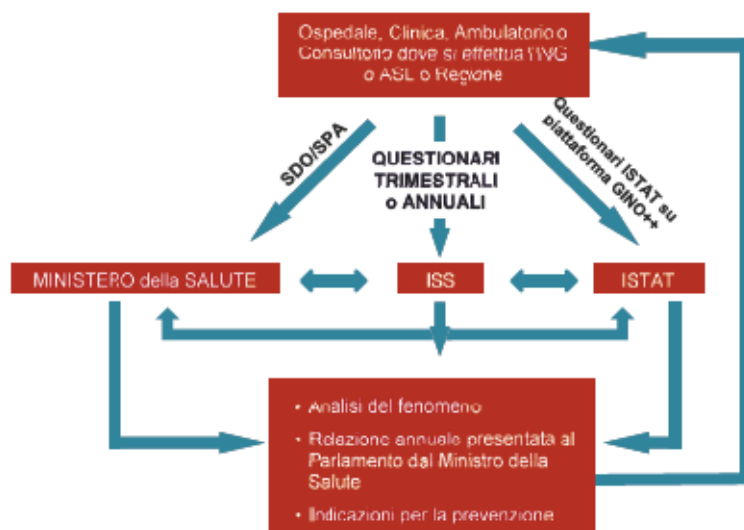 Ospedale, Clinica, Ambulatorio o
Consultorio dove si effettua l'IVG
o ASL o Regione
SDO/SPA
QUESTIONARI
TRIMESTRALI
o ANNUALI
Questionari ISTAT su
piattaforma GINO++
MINISTERO della SALUTE
ISS
ISTAT
• Analisi del fenomeno
• Relazione annuale presentata al
Parlamento dal Ministro della
Salute
• Indicazioni per la prevenzione